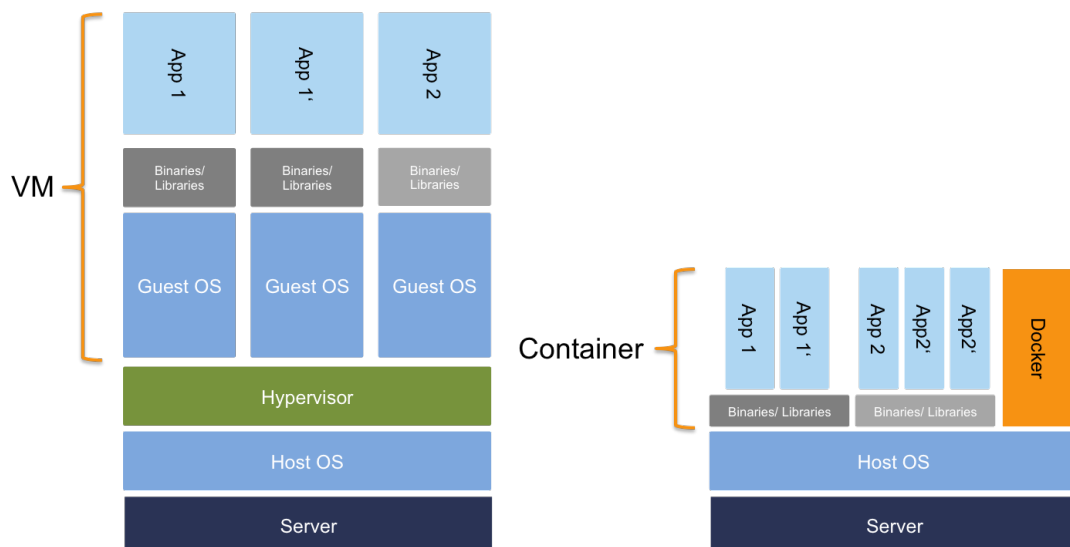 VM
App 1
App 1‘
App 2
Binaries/
Libraries
Binaries/
Libraries
Binaries/
Libraries
Guest OS
Guest OS
Guest OS
Hypervisor
Host OS
Server
Container
App 1
App 1‘
App 2
App2‘
App2‘
Docker
Binaries/ Libraries
Binaries/ Libraries
Host OS
Server